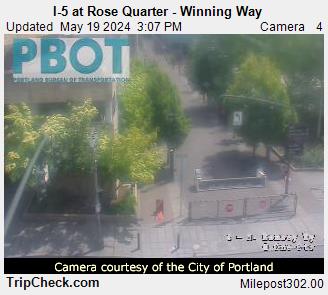 I-5 at Rose Quarter - Winning Way
Updated May 19 2024 3:07 PM Camera 4
PBOT
PORTLAND BUREAU OF TRANSPORTATION
Camera courtesy of the City of Portland
TripCheck.com Milepost302.00